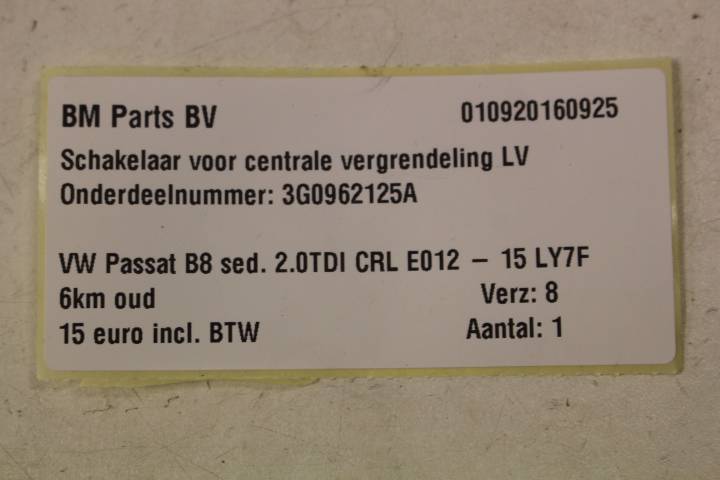 BM Parts BV 010920160925
Schakelaar voor centrale vergrendeling LV
Onderdeelnummer: 3G0962125A
VW Passat B8 sed. 2.0TDI CRL E012 – 15 LY7F
6km oud Verz: 8
15 euro incl. BTW Aantal: 1